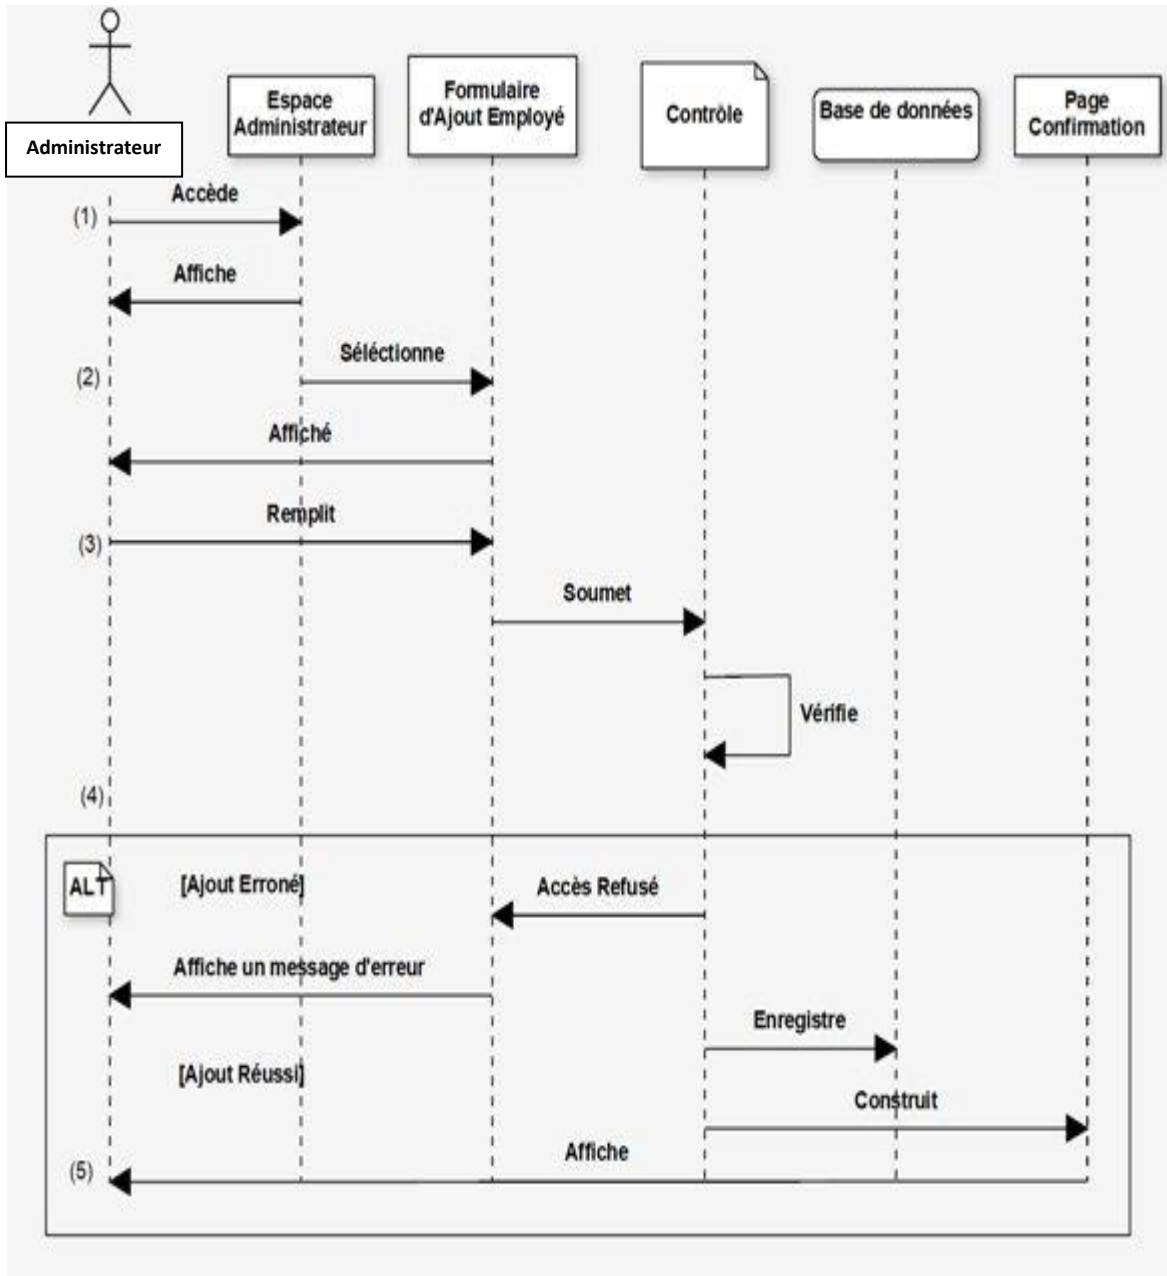 Administrateur
Espace
Administrateur
Formulaire
d'Ajout Employé
Contrôle
Base de données
Page
Confirmation
(1)
Accède
Affiche
(2)
Séléctionne
Affiché
(3)
Remplit
Soumet
Vérifie
(4)
ALT
[Ajout Erroné]
Accès Refusé
Affiche un message d'erreur
Enregistre
[Ajout Réussi]
Construit
(5)
Affiche